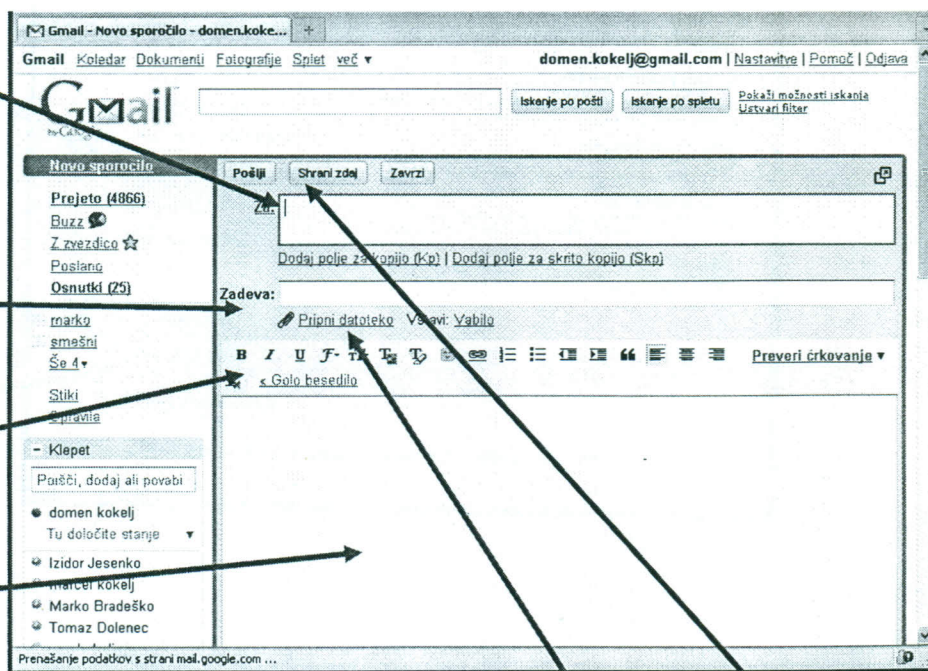 Gmail - Novo sporočilo - domen.koke...
Gmail Koledar Dokumenti Fotografije Splet več ▾ domen.kokelj@gmail.com | Nastavitve | Pomoč | Odjava
Gmail
by Google
Iskanje po pošti Iskanje po spletu Pokaži možnosti iskanja
Ustvari filter
Novo sporočilo
Pošlji Shrani zdaj Zavrzi
Prejeto (4866)
Buzz
Z zvezdico
Poslano
Osnutki (25)
marko
smešni
Še 4 ▾
Stiki
Opravila
Za:
Dodaj polje za kopijo (Kp) | Dodaj polje za skrito kopijo (Skp)
Zadeva:
Pripni datoteko Vstavi: Vabilo
B I U Preveri črkovanje ▾
« Golo besedilo
- Klepet
Poišči, dodaj ali povabi
domen kokelj
Tu določite stanje ▾
Izidor Jesenko
marcel kokelj
Marko Bradeško
Tomaz Dolenec
Prenašanje podatkov s strani mail.google.com ...